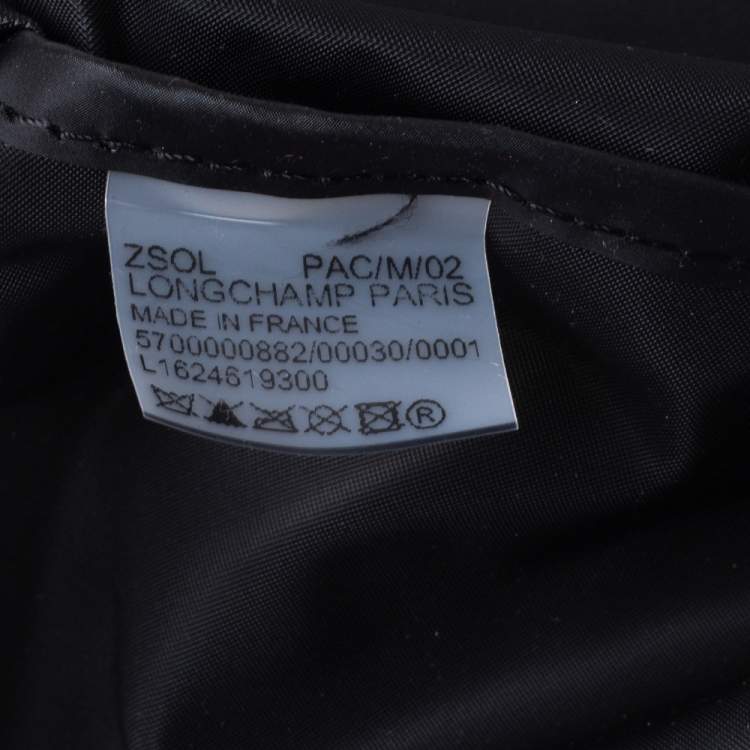 ZSOL PAC/M/02
LONGCHAMP PARIS
MADE IN FRANCE
5700000882/00030/0001
L1624619300
®